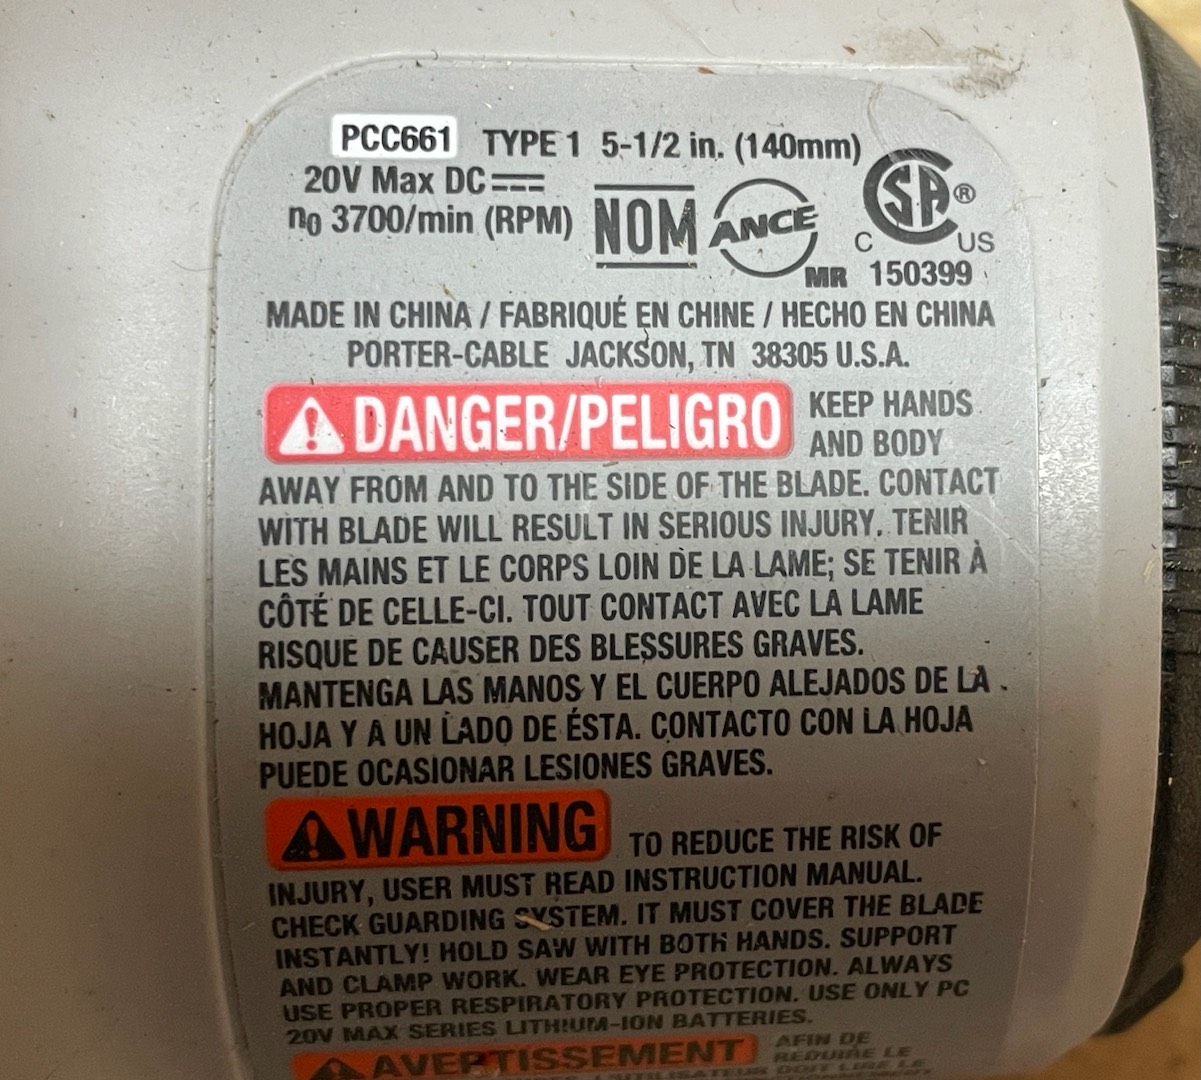 PCC661 TYPE 1 5-1/2 in. (140mm)
20V Max DC
n0 3700/min (RPM)
NOM
ANCE
CSA®
C US
MR 150399
MADE IN CHINA / FABRIQUÉ EN CHINE / HECHO EN CHINA
PORTER-CABLE JACKSON, TN 38305 U.S.A.
DANGER/PELIGRO KEEP HANDS
AND BODY
AWAY FROM AND TO THE SIDE OF THE BLADE. CONTACT
WITH BLADE WILL RESULT IN SERIOUS INJURY. TENIR
LES MAINS ET LE CORPS LOIN DE LA LAME; SE TENIR À
CÔTÉ DE CELLE-CI. TOUT CONTACT AVEC LA LAME
RISQUE DE CAUSER DES BLESSURES GRAVES.
MANTENGA LAS MANOS Y EL CUERPO ALEJADOS DE LA
HOJA Y A UN LADO DE ÉSTA. CONTACTO CON LA HOJA
PUEDE OCASIONAR LESIONES GRAVES.
WARNING TO REDUCE THE RISK OF
INJURY, USER MUST READ INSTRUCTION MANUAL.
CHECK GUARDING SYSTEM. IT MUST COVER THE BLADE
INSTANTLY! HOLD SAW WITH BOTH HANDS. SUPPORT
AND CLAMP WORK. WEAR EYE PROTECTION. ALWAYS
USE PROPER RESPIRATORY PROTECTION. USE ONLY PC
20V MAX SERIES LITHIUM-ION BATTERIES.
AVERTISSEMENT AFIN DE
RÉDUIRE LE
L'UTILISATEUR DOIT LIRE LE